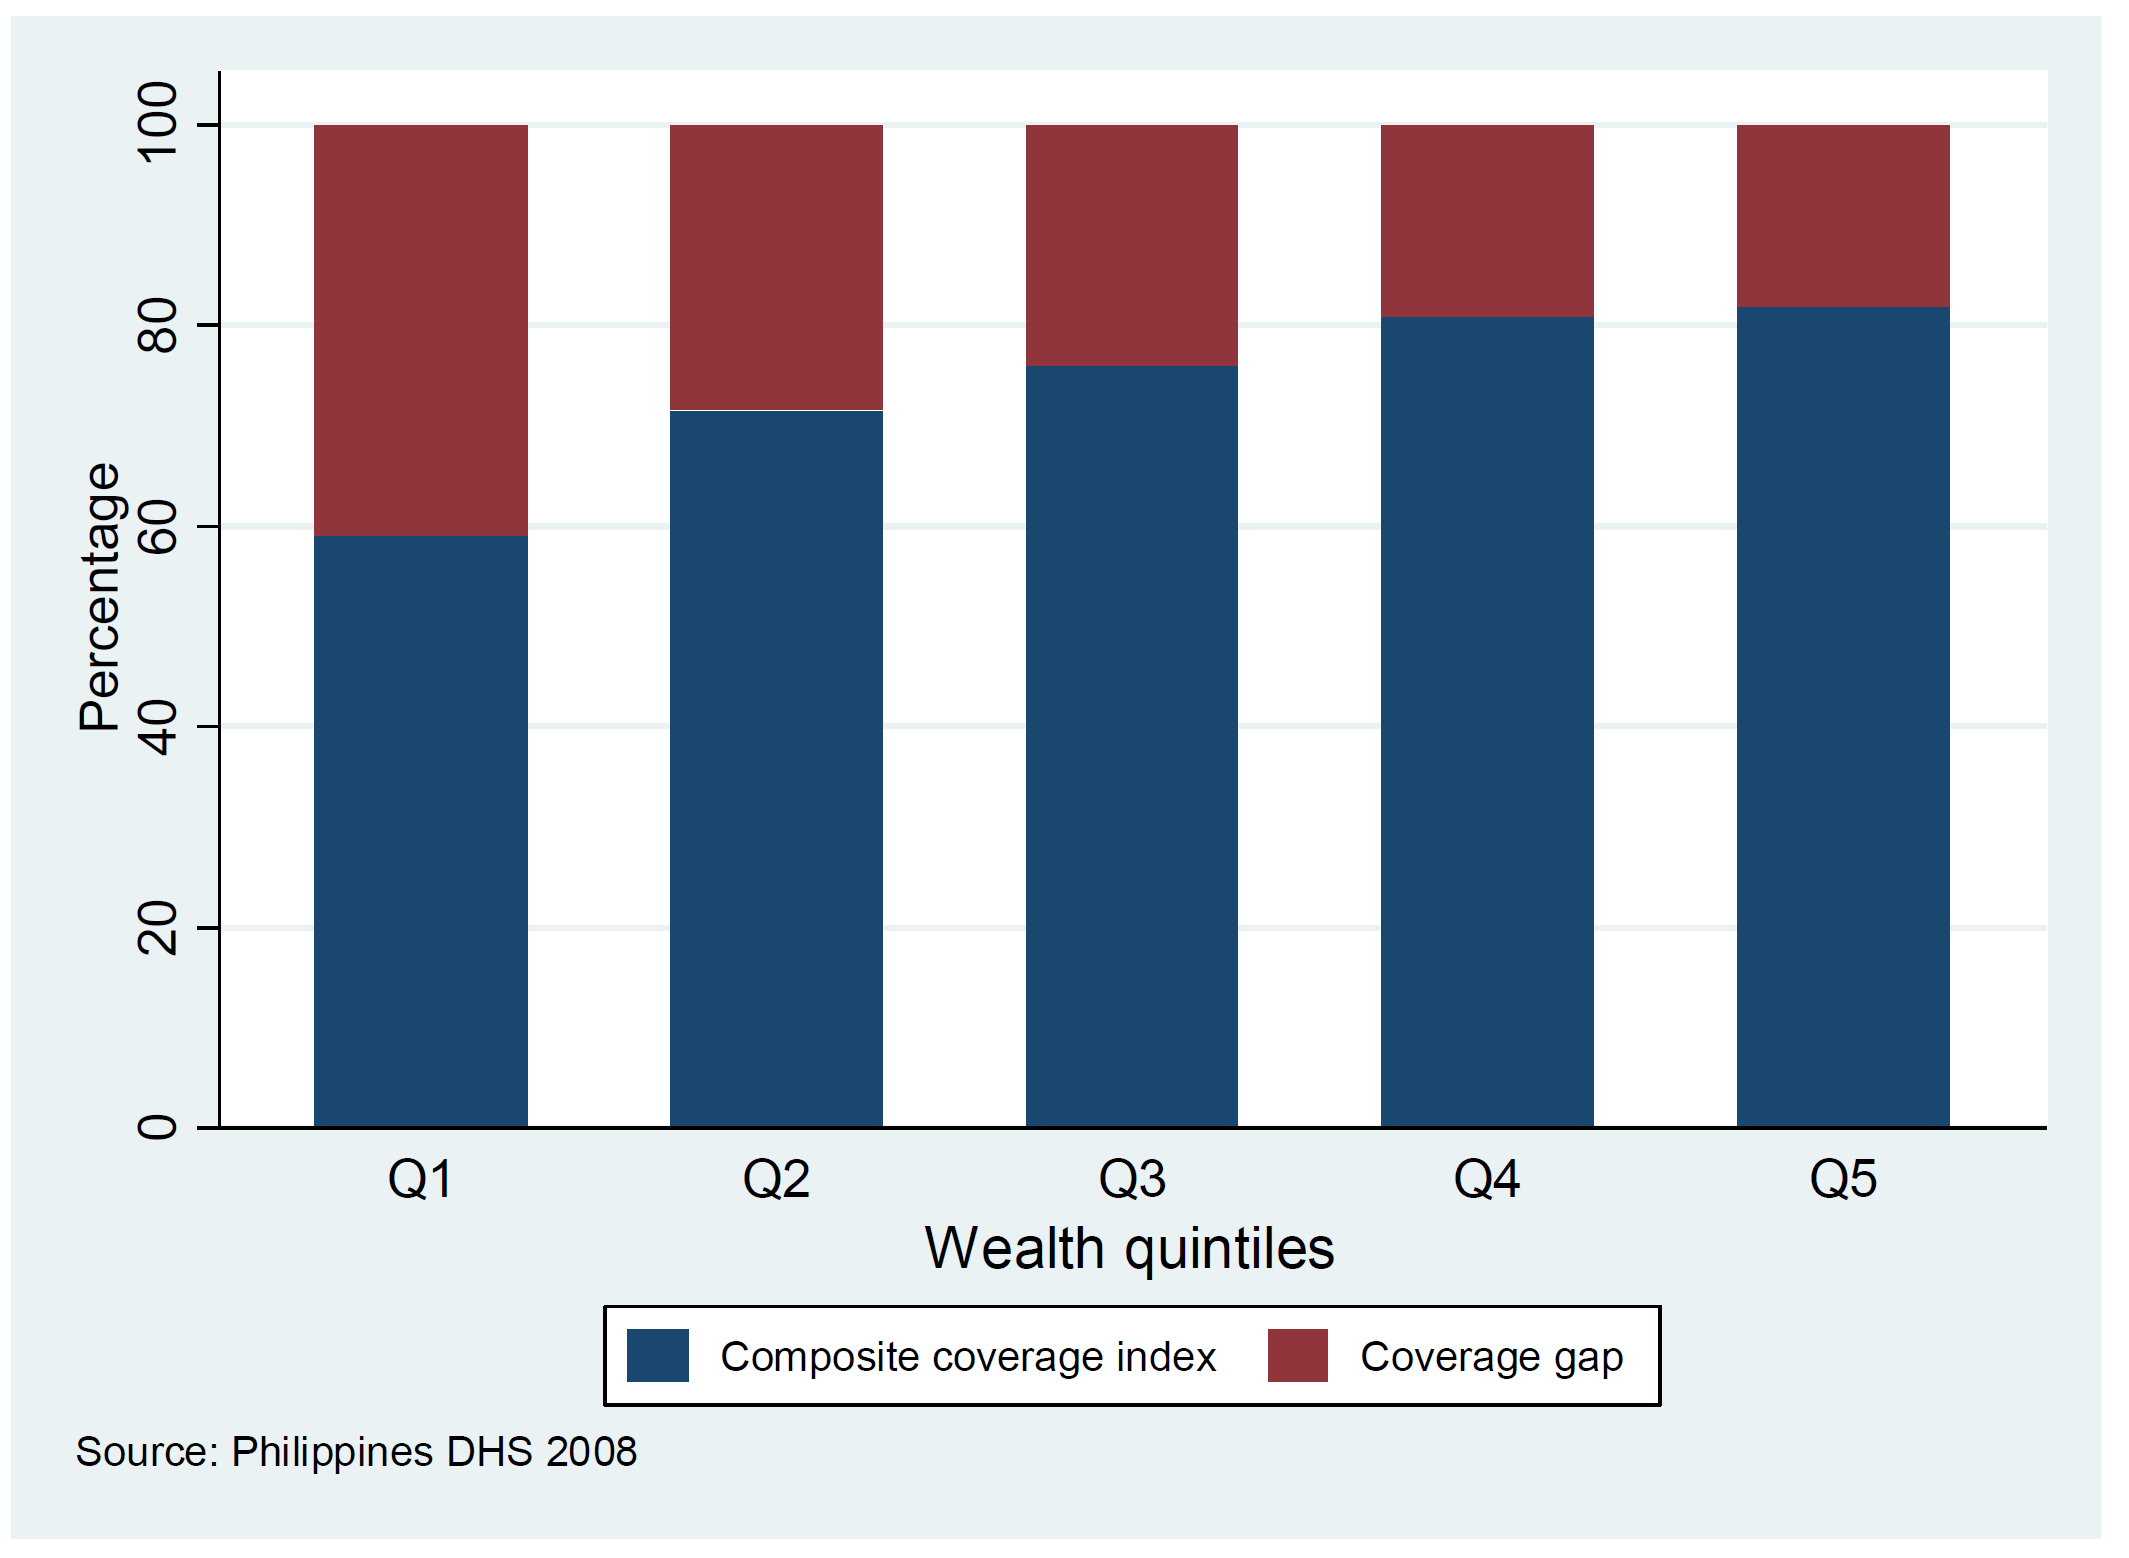 100
80
60
40
20
0
Percentage
Q1 Q2 Q3 Q4 Q5
Wealth quintiles
Composite coverage index Coverage gap
Source: Philippines DHS 2008